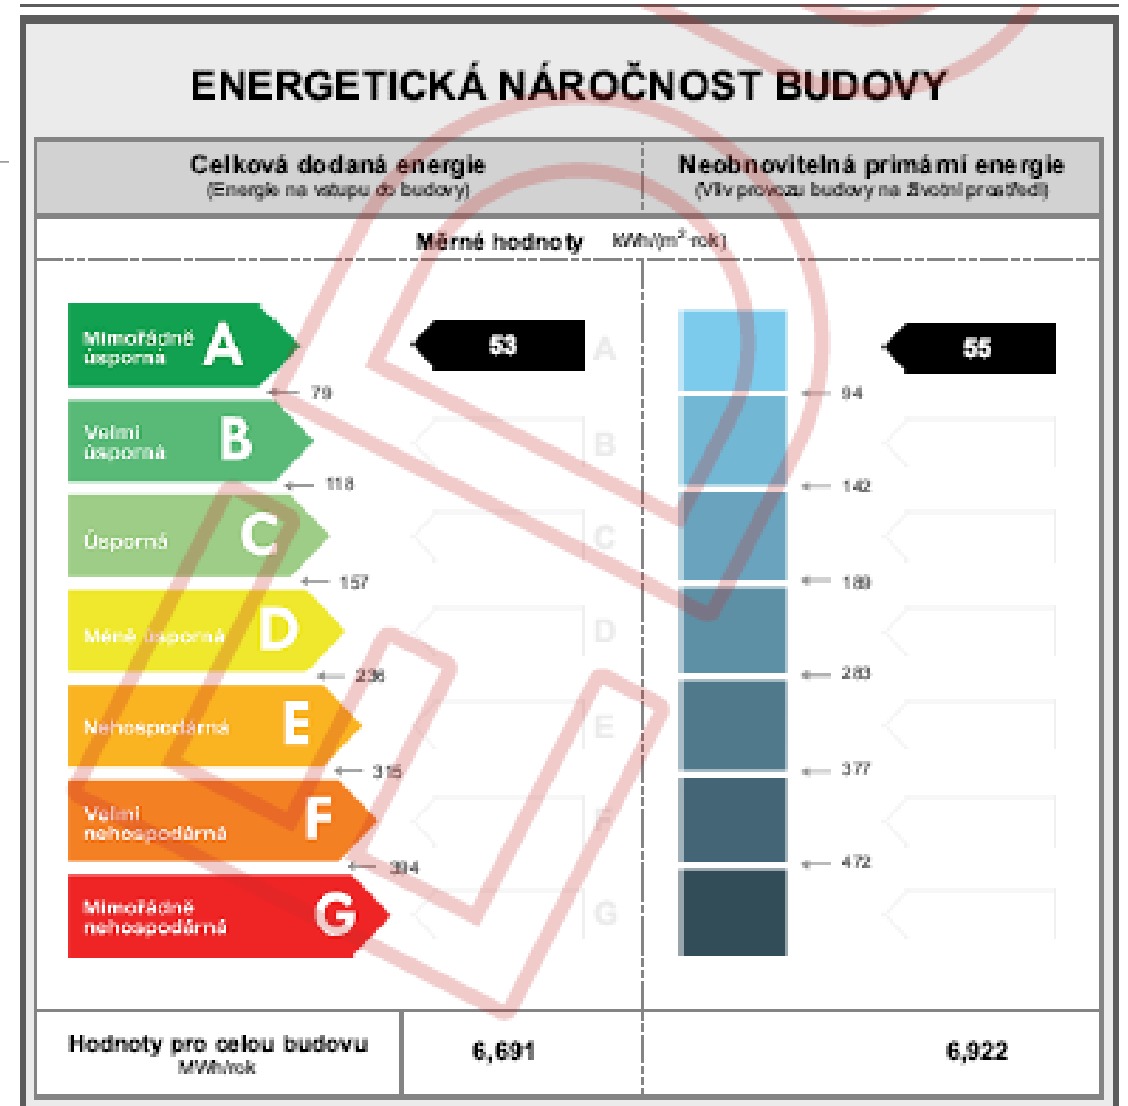 ENERGETICKÁ NÁROČNOST BUDOVY
Celková dodaná energie
(Energie na vstupu do budovy)
Neobnovitelná primární energie
(Vliv provozu budovy na životní prostředí)
Měrné hodnoty kWh/(m²·rok)
Mimořádně
úsporná
A
53
A
55
79
94
Velmi
úsporná
B
B
118
142
Úsporná
C
C
157
189
Méně úsporná
D
D
236
283
Nehospodárná
E
E
315
377
Velmi
nehospodárná
F
F
394
472
Mimořádně
nehospodárná
G
G
Hodnoty pro celou budovu
MWh/rok
6,691
6,922